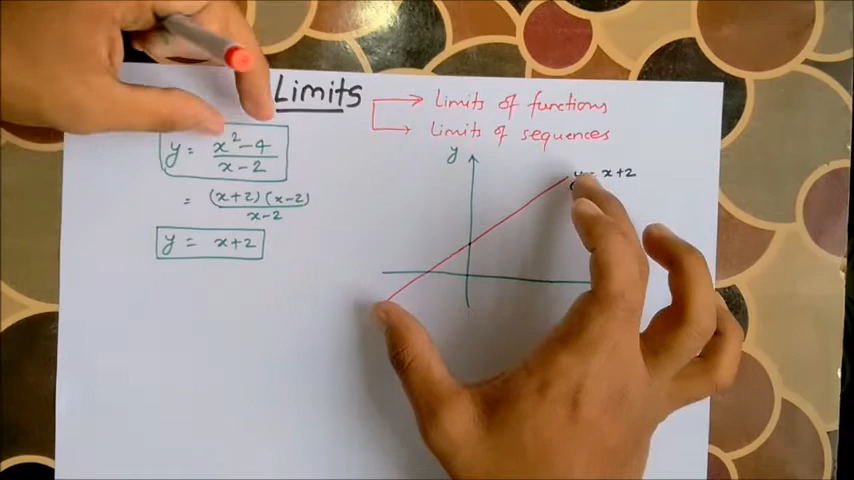 Limits
Limits of functions
Limits of sequences
y = x²-4 / x-2
= (x+2)(x-2) / x-2
y = x+2
y
y = x+2